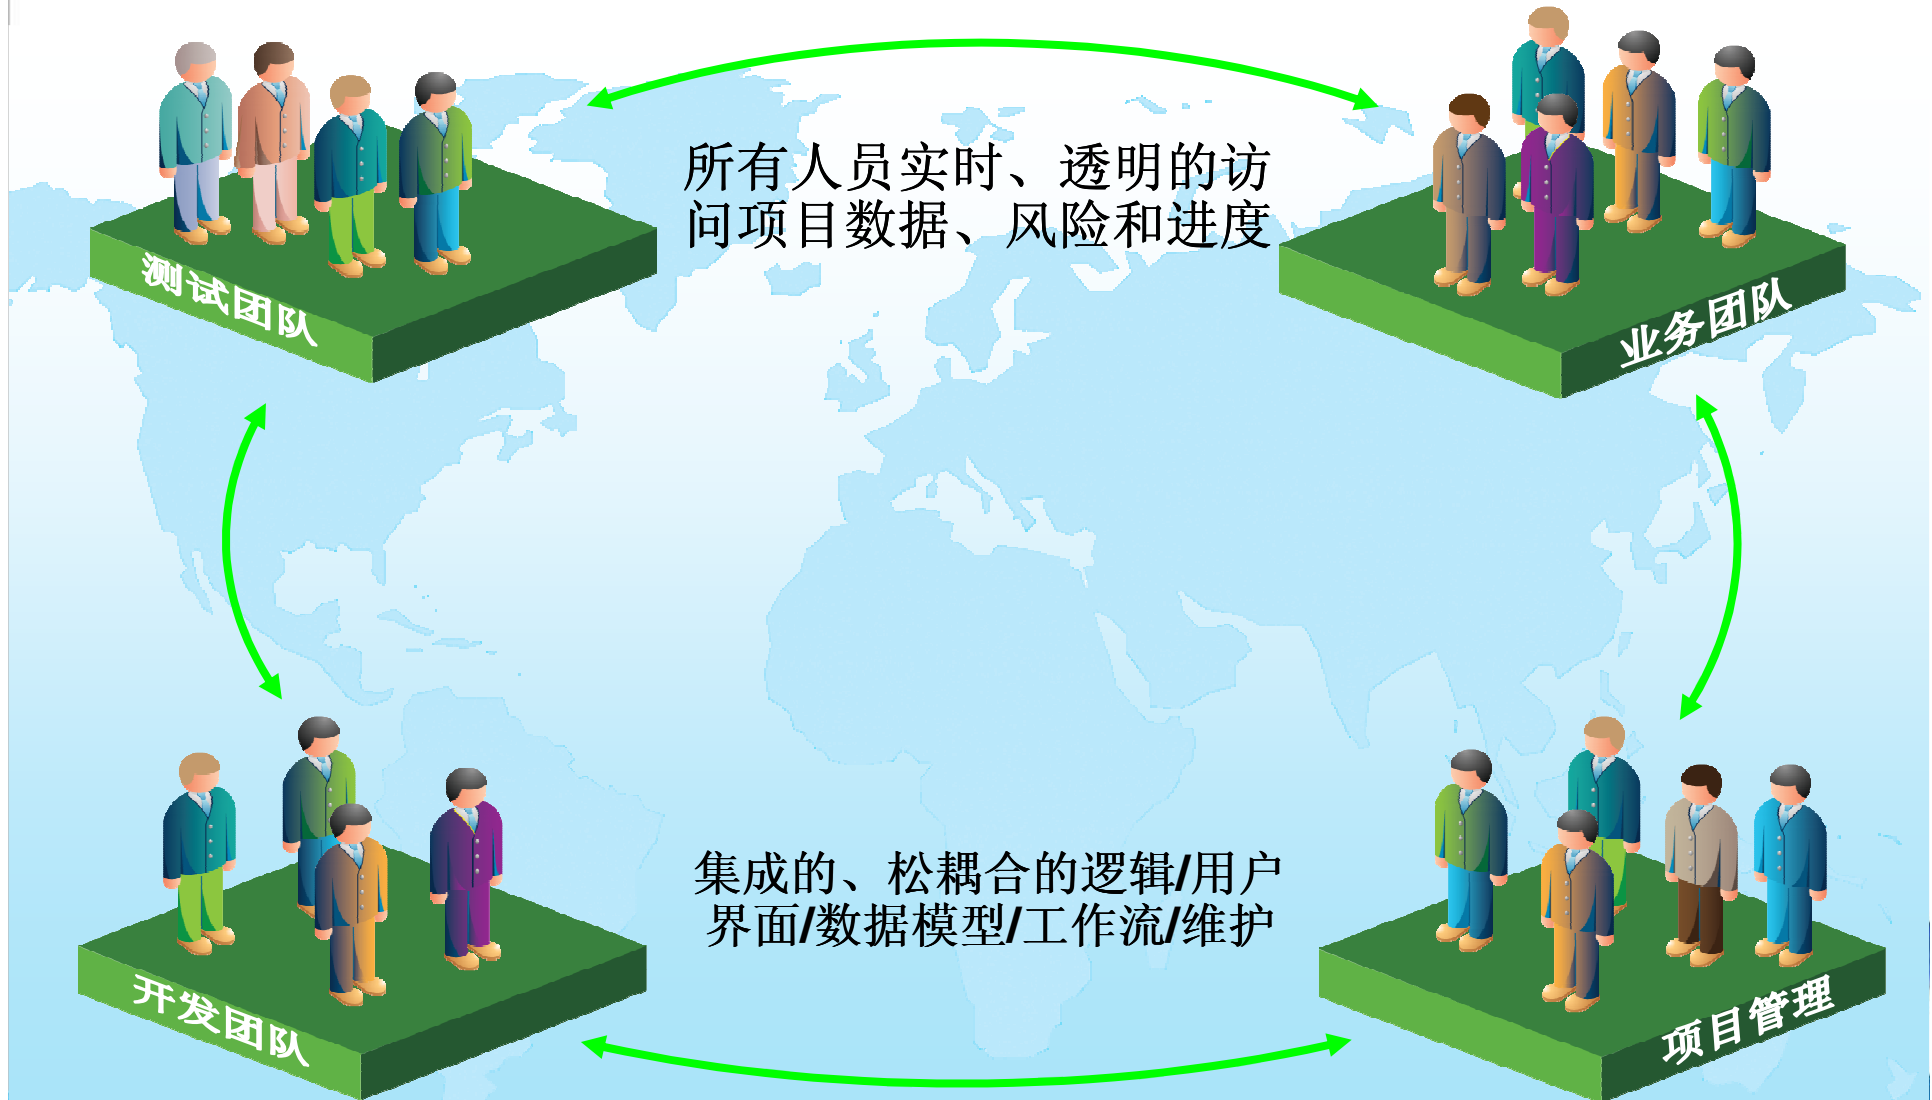 所有人员实时、透明的访
问项目数据、风险和进度
测试团队
业务团队
集成的、松耦合的逻辑/用户
界面/数据模型/工作流/维护
开发团队
项目管理